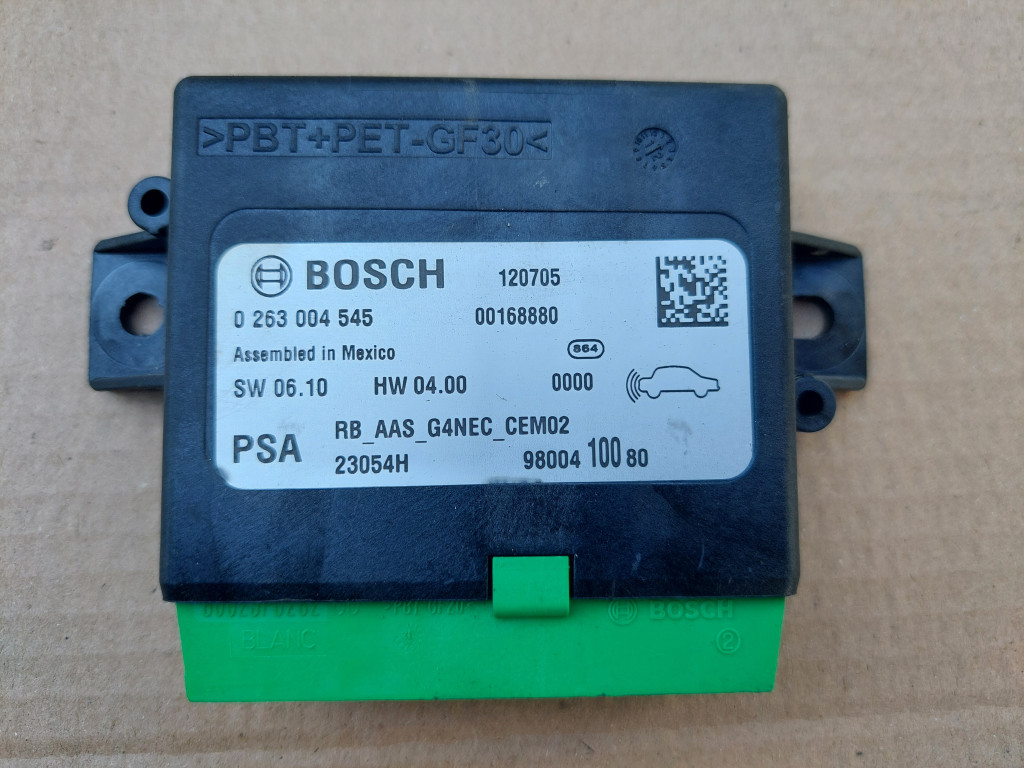 >PBT+PET-GF30<
BOSCH 120705
0 263 004 545 00168880
Assembled in Mexico 864
SW 06.10 HW 04.00 0000
PSA RB_AAS_G4NEC_CEM02
23054H 98004 100 80
BOSCH
BLANC 2